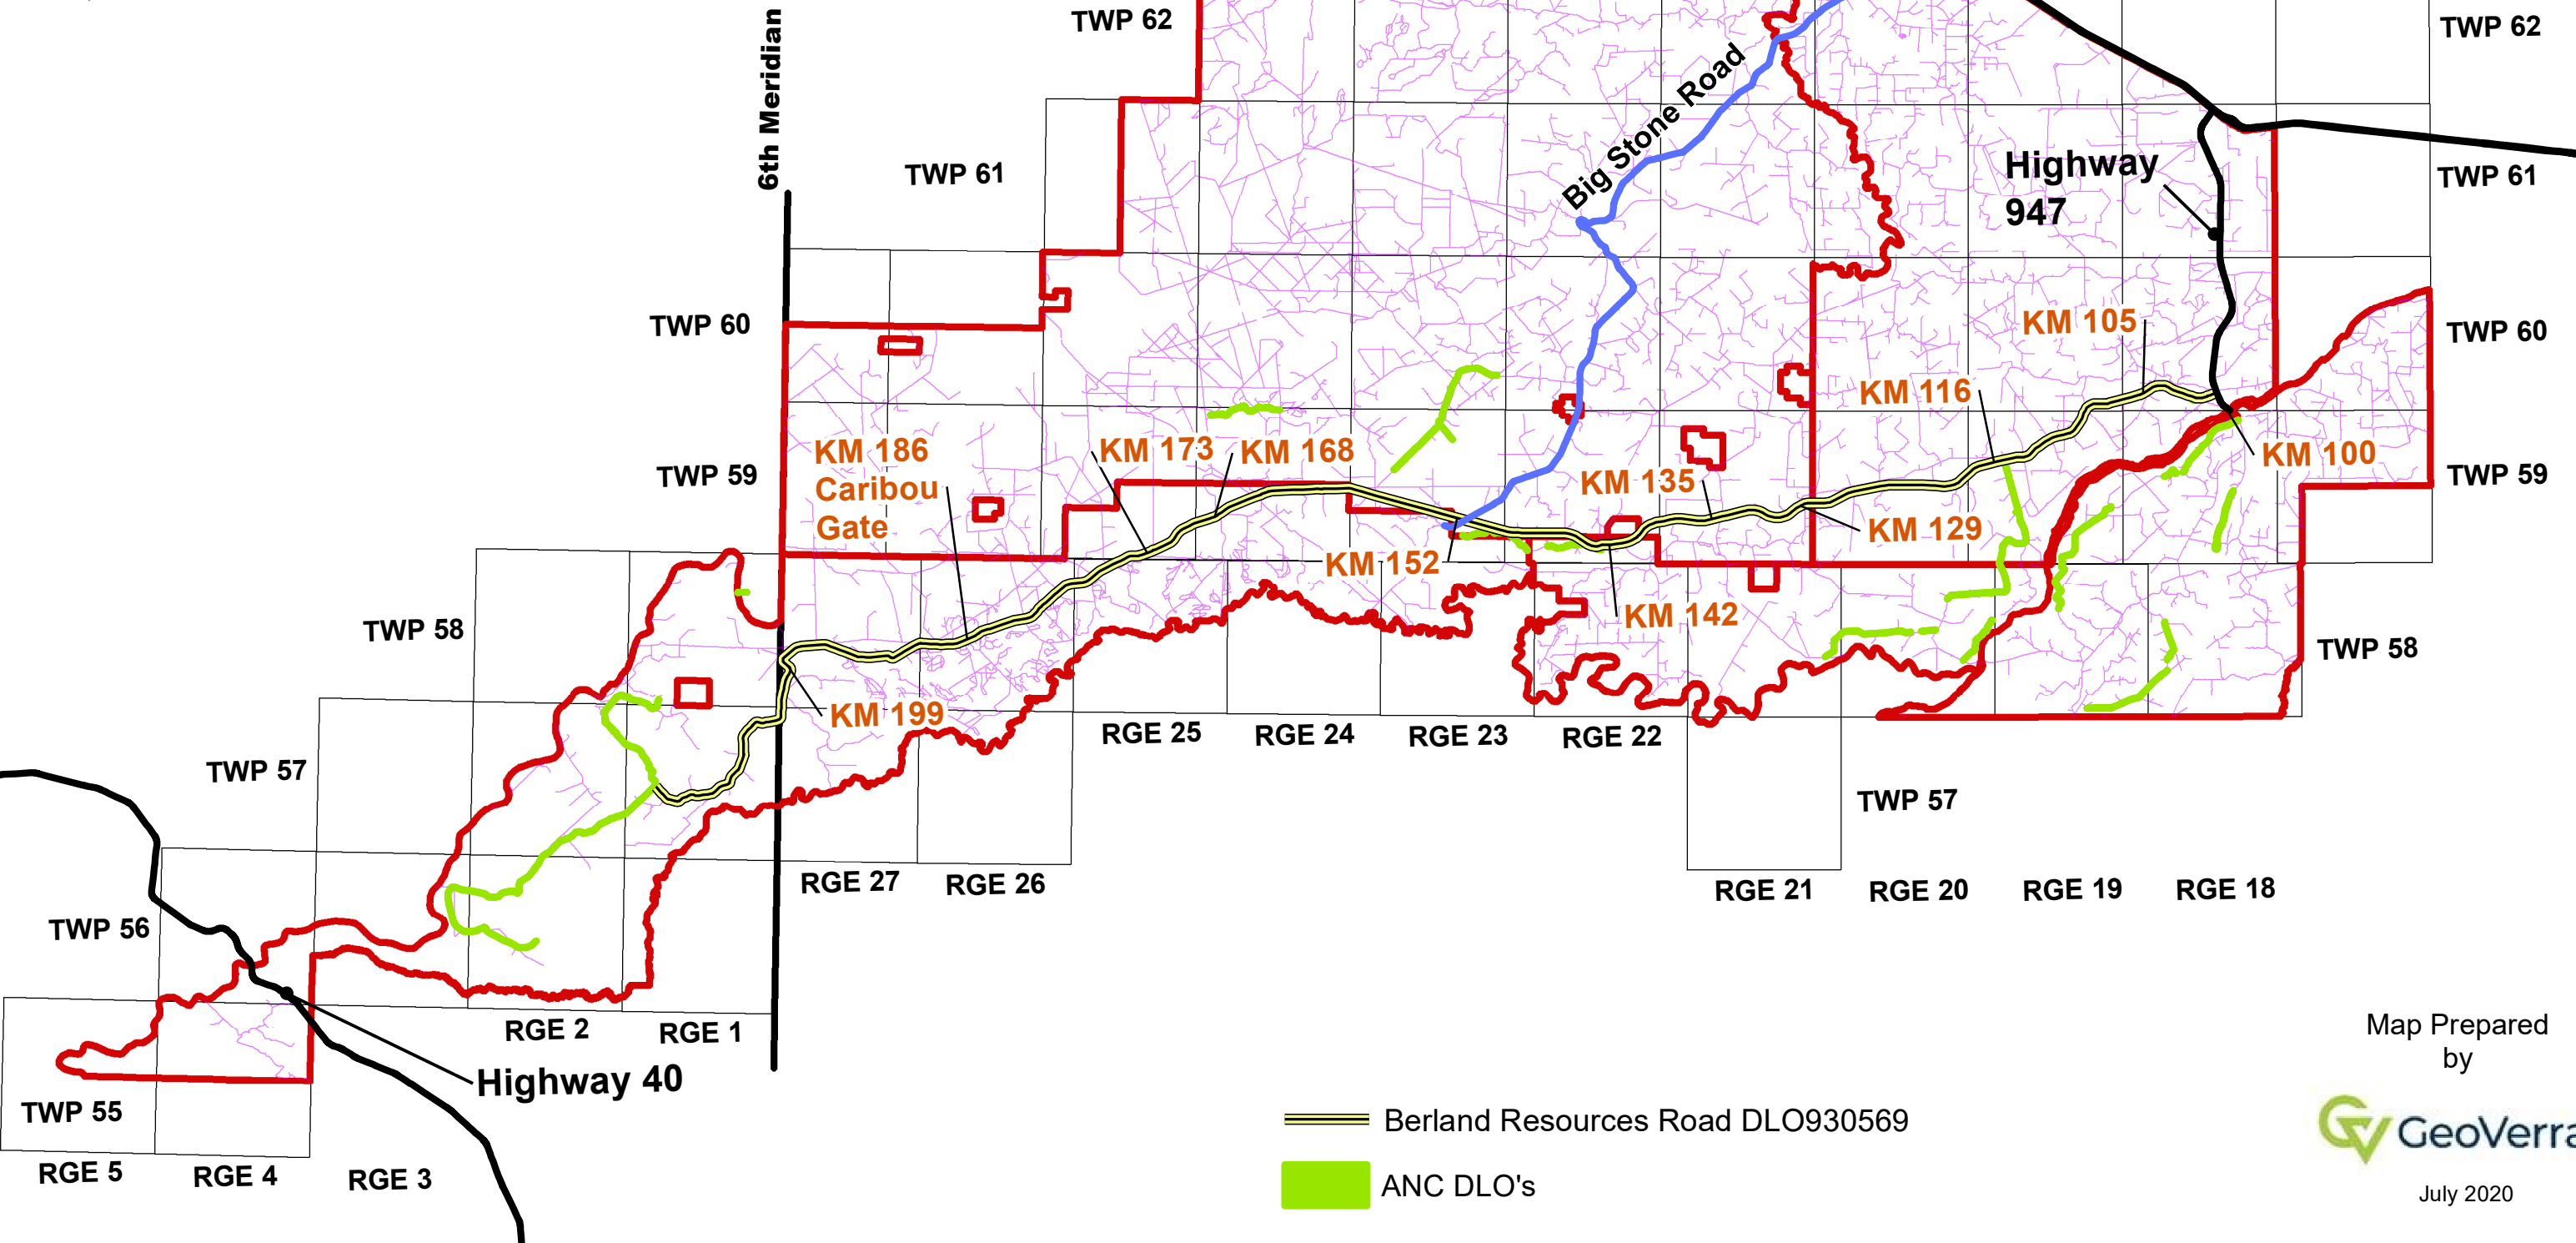 TWP 62
TWP 62
6th Meridian
Big Stone Road
TWP 61
Highway
947
TWP 61
TWP 60
KM 105
TWP 60
KM 116
KM 186
Caribou
Gate
KM 173
KM 168
KM 100
TWP 59
KM 135
TWP 59
KM 129
KM 152
TWP 58
KM 142
TWP 58
KM 199
RGE 25
RGE 24
RGE 23
RGE 22
TWP 57
TWP 57
RGE 27
RGE 26
RGE 21
RGE 20
RGE 19
RGE 18
TWP 56
RGE 2
RGE 1
Highway 40
TWP 55
RGE 5
RGE 4
RGE 3
Berland Resources Road DLO930569
ANC DLO's
Map Prepared
by
GeoVerra
July 2020